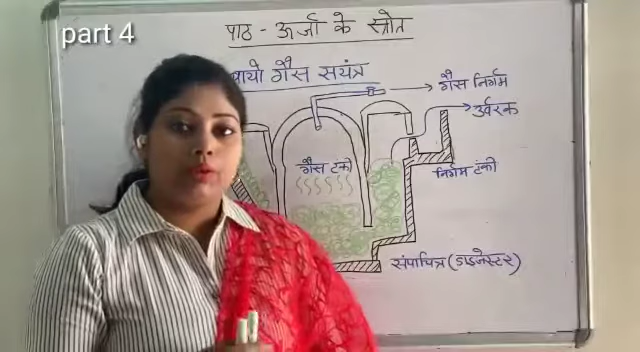 part 4
पाठ - ऊर्जा के स्त्रोत
बायो गैस सयंत्र
गैस निर्गम
उर्वरक
गैस टंकी
निर्गम टंकी
संपाचित्र (डाइजेस्टर)